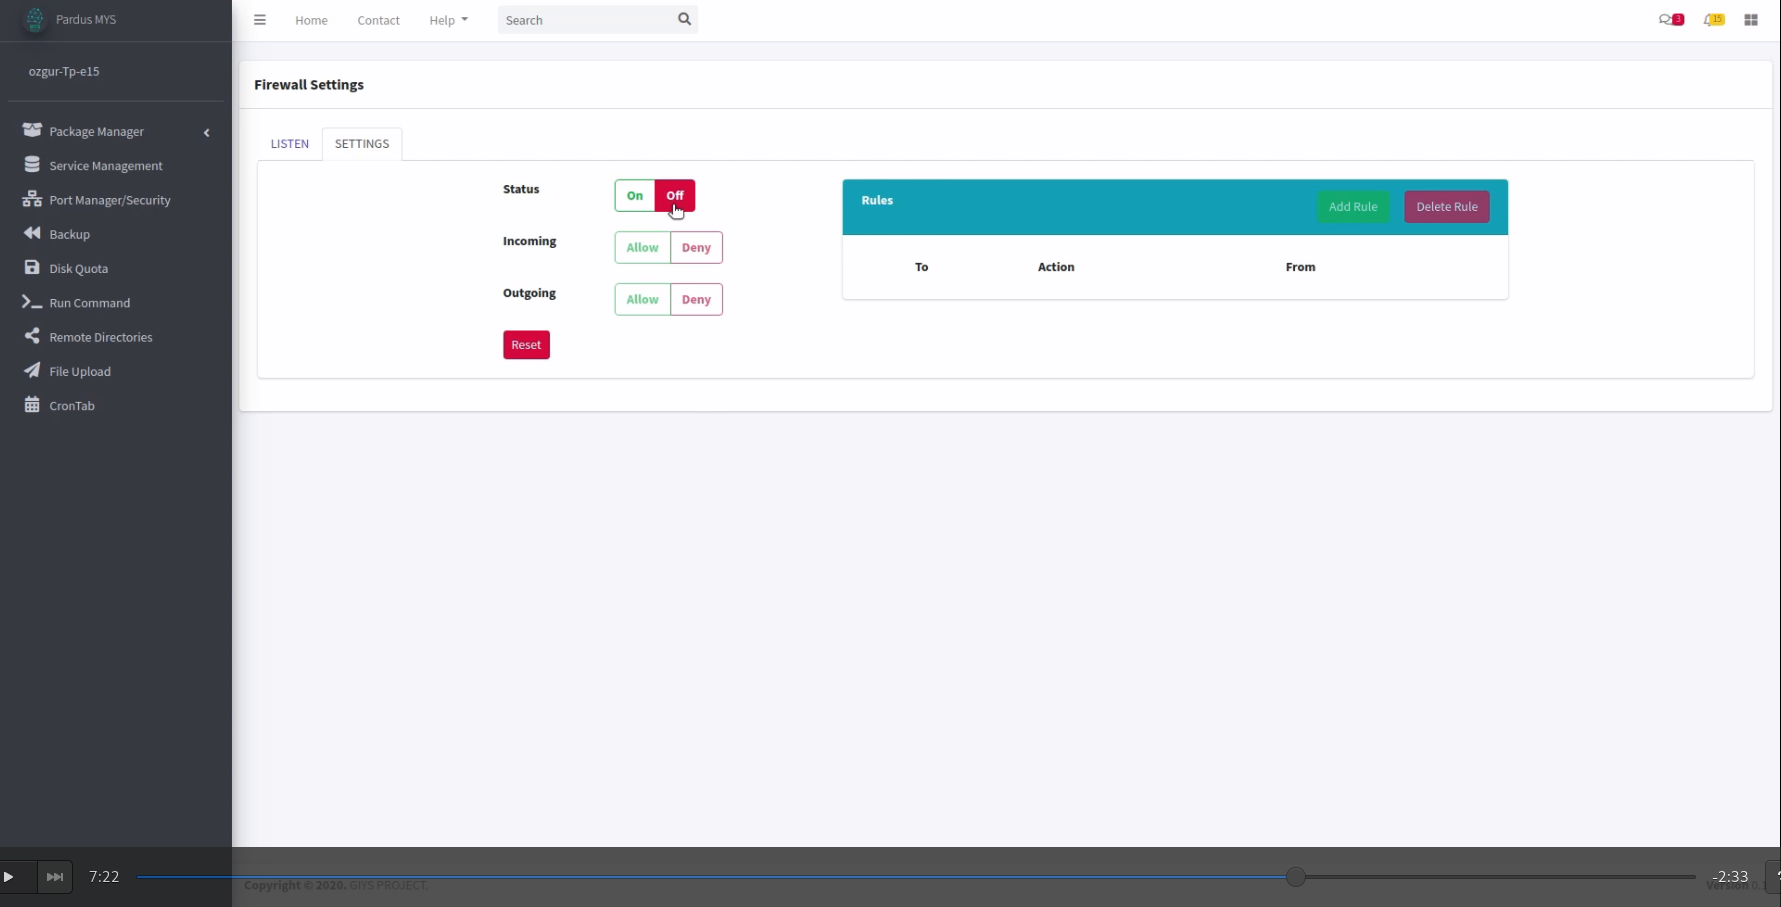 Pardus MYS
Home Contact Help Search 3 15
ozgur-Tp-e15
Package Manager
Service Management
Port Manager/Security
Backup
Disk Quota
Run Command
Remote Directories
File Upload
CronTab
Firewall Settings
LISTEN SETTINGS
Status On Off
Incoming Allow Deny
Outgoing Allow Deny
Reset
Rules Add Rule Delete Rule
To Action From
7:22 -2:33
Copyright © 2020. GIYS PROJECT.
Version